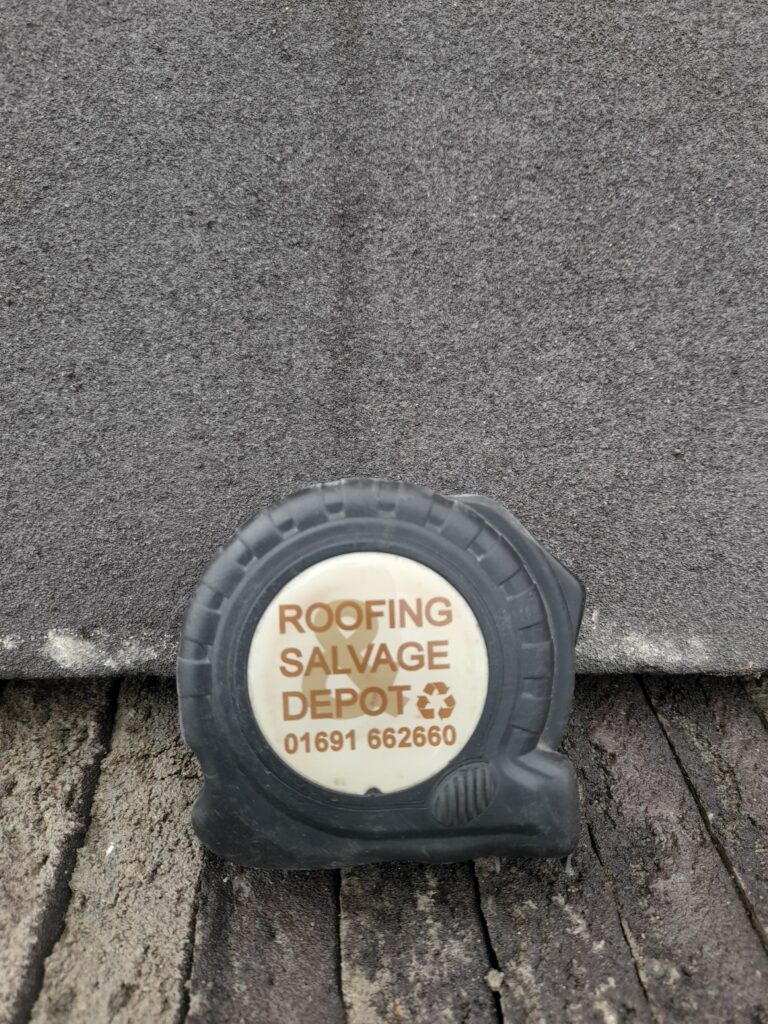 ROOFING
SALVAGE
DEPOT
01691 662660